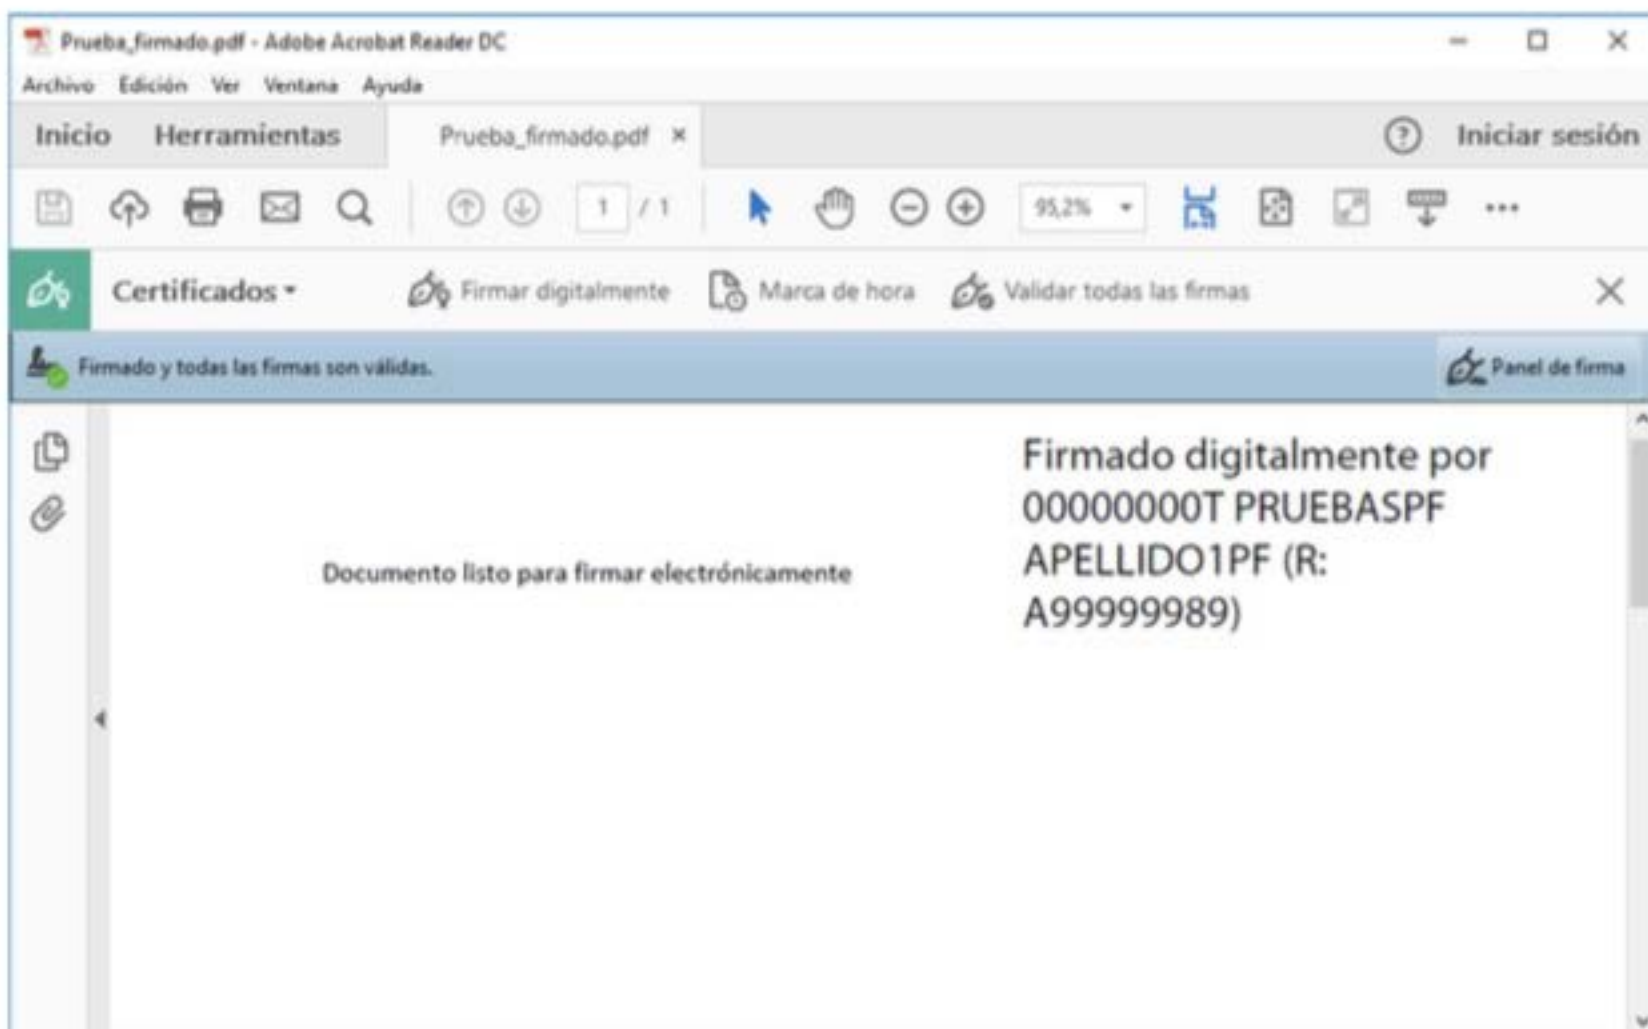 Prueba_firmado.pdf - Adobe Acrobat Reader DC
Archivo Edición Ver Ventana Ayuda
Inicio Herramientas Prueba_firmado.pdf Iniciar sesión
1 / 1 95,2%
Certificados Firmar digitalmente Marca de hora Validar todas las firmas
Firmado y todas las firmas son válidas. Panel de firma
Documento listo para firmar electrónicamente
Firmado digitalmente por
00000000T PRUEBASPF
APELLIDO1PF (R:
A99999989)